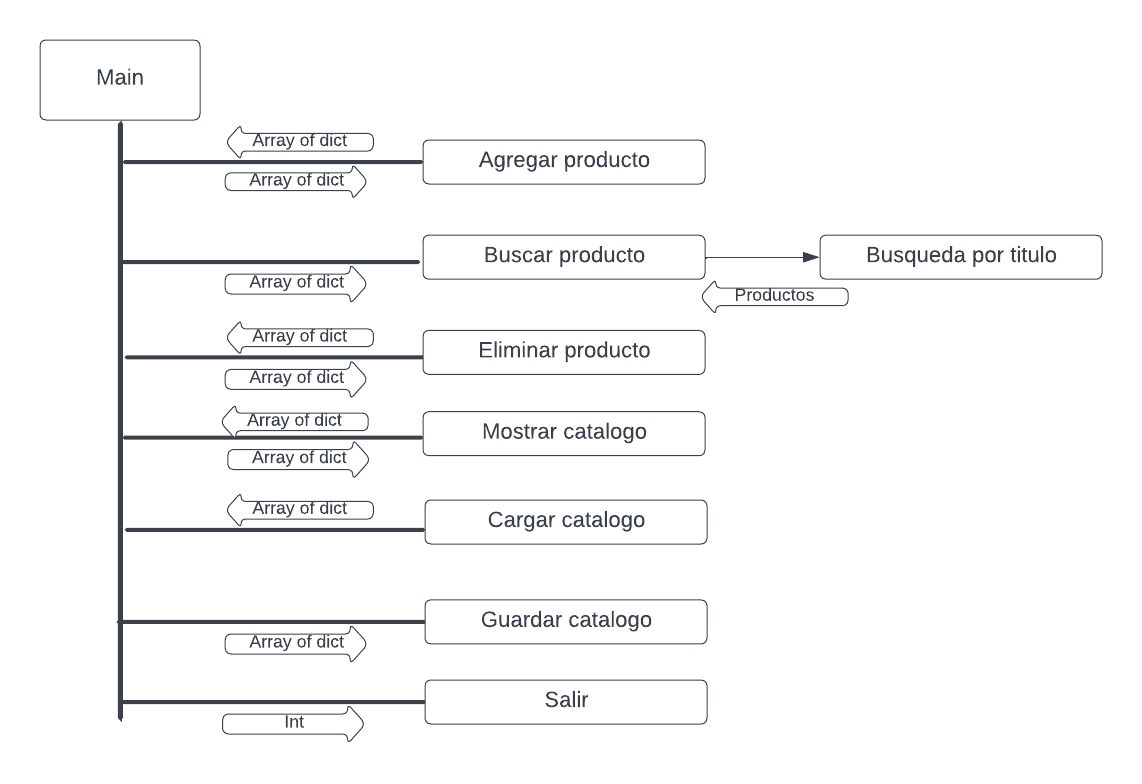 Main
Array of dict
Agregar producto
Array of dict
Buscar producto
Busqueda por titulo
Array of dict
Productos
Array of dict
Eliminar producto
Array of dict
Array of dict
Mostrar catalogo
Array of dict
Array of dict
Cargar catalogo
Guardar catalogo
Array of dict
Salir
Int